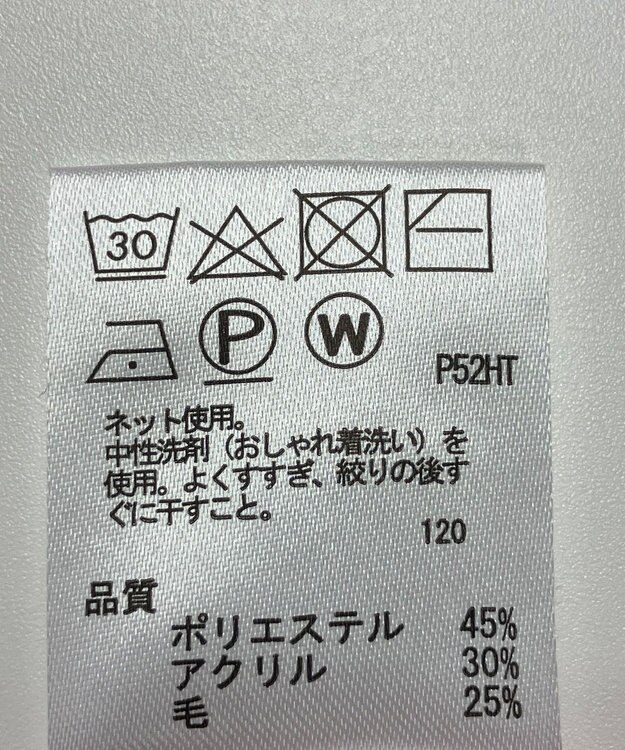 30
P W
P52HT
ネット使用。
中性洗剤（おしゃれ着洗い）を
使用。よくすすぎ、絞りの後す
ぐに干すこと。
120
品質
ポリエステル 45%
アクリル 30%
毛 25%